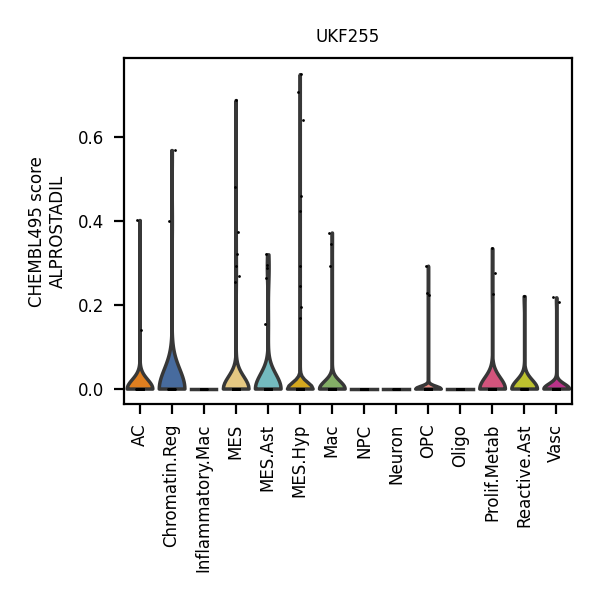 UKF255
CHEMBL495 score
ALPROSTADIL
0.6
0.4
0.2
0.0
AC
Chromatin.Reg
Inflammatory.Mac
MES
MES.Ast
MES.Hyp
Mac
NPC
Neuron
OPC
Oligo
Prolif.Metab
Reactive.Ast
Vasc